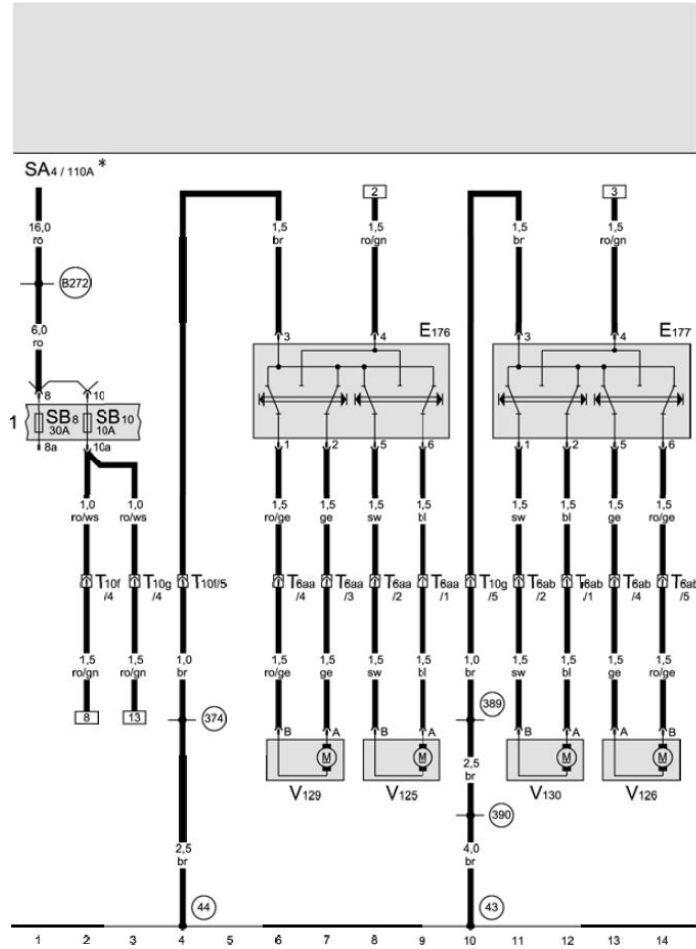 SA4 / 110A *
2
3
16,0
ro
1,5
br
1,5
ro/gn
1,5
br
1,5
ro/gn
B272
6,0
ro
3
4
E176
3
4
E177
8
10
1
SB8
30A
SB10
10A
8a
10a
1
2
5
6
1
2
5
6
1,0
ro/ws
1,0
ro/ws
1,5
ro/ge
1,5
ge
1,5
sw
1,5
bl
1,5
sw
1,5
bl
1,5
ge
1,5
ro/ge
T10f
/4
T10g
/4
T10f/5
T6aa
/4
T6aa
/3
T6aa
/2
T6aa
/1
T10g
/5
T6ab
/2
T6ab
/1
T6ab
/4
T6ab
/5
1,5
ro/gn
1,5
ro/gn
1,0
br
1,5
ro/ge
1,5
ge
1,5
sw
1,5
bl
1,0
br
1,5
sw
1,5
bl
1,5
ge
1,5
ro/ge
8
13
374
389
B
A
B
A
B
A
A
B
M
M
M
M
2,5
br
V129
V125
V130
V126
390
2,5
br
4,0
br
44
43
1 2 3 4 5 6 7 8 9 10 11 12 13 14